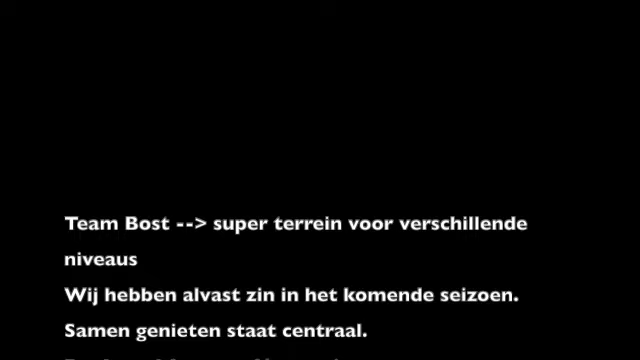 Team Bost --> super terrein voor verschillende
niveaus
Wij hebben alvast zin in het komende seizoen.
Samen genieten staat centraal.